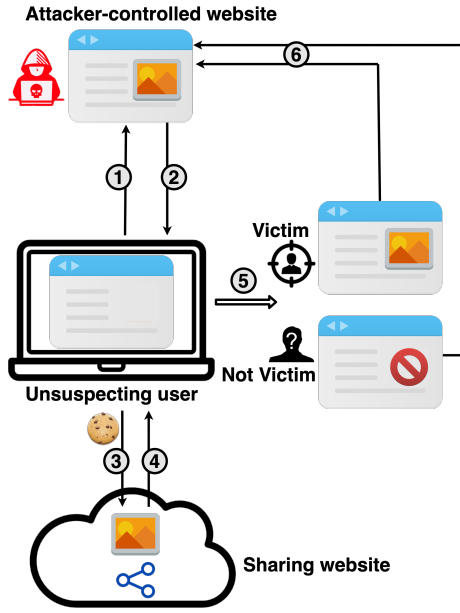 Attacker-controlled website
6
1
2
Victim
5
?
Not Victim
Unsuspecting user
3
4
Sharing website